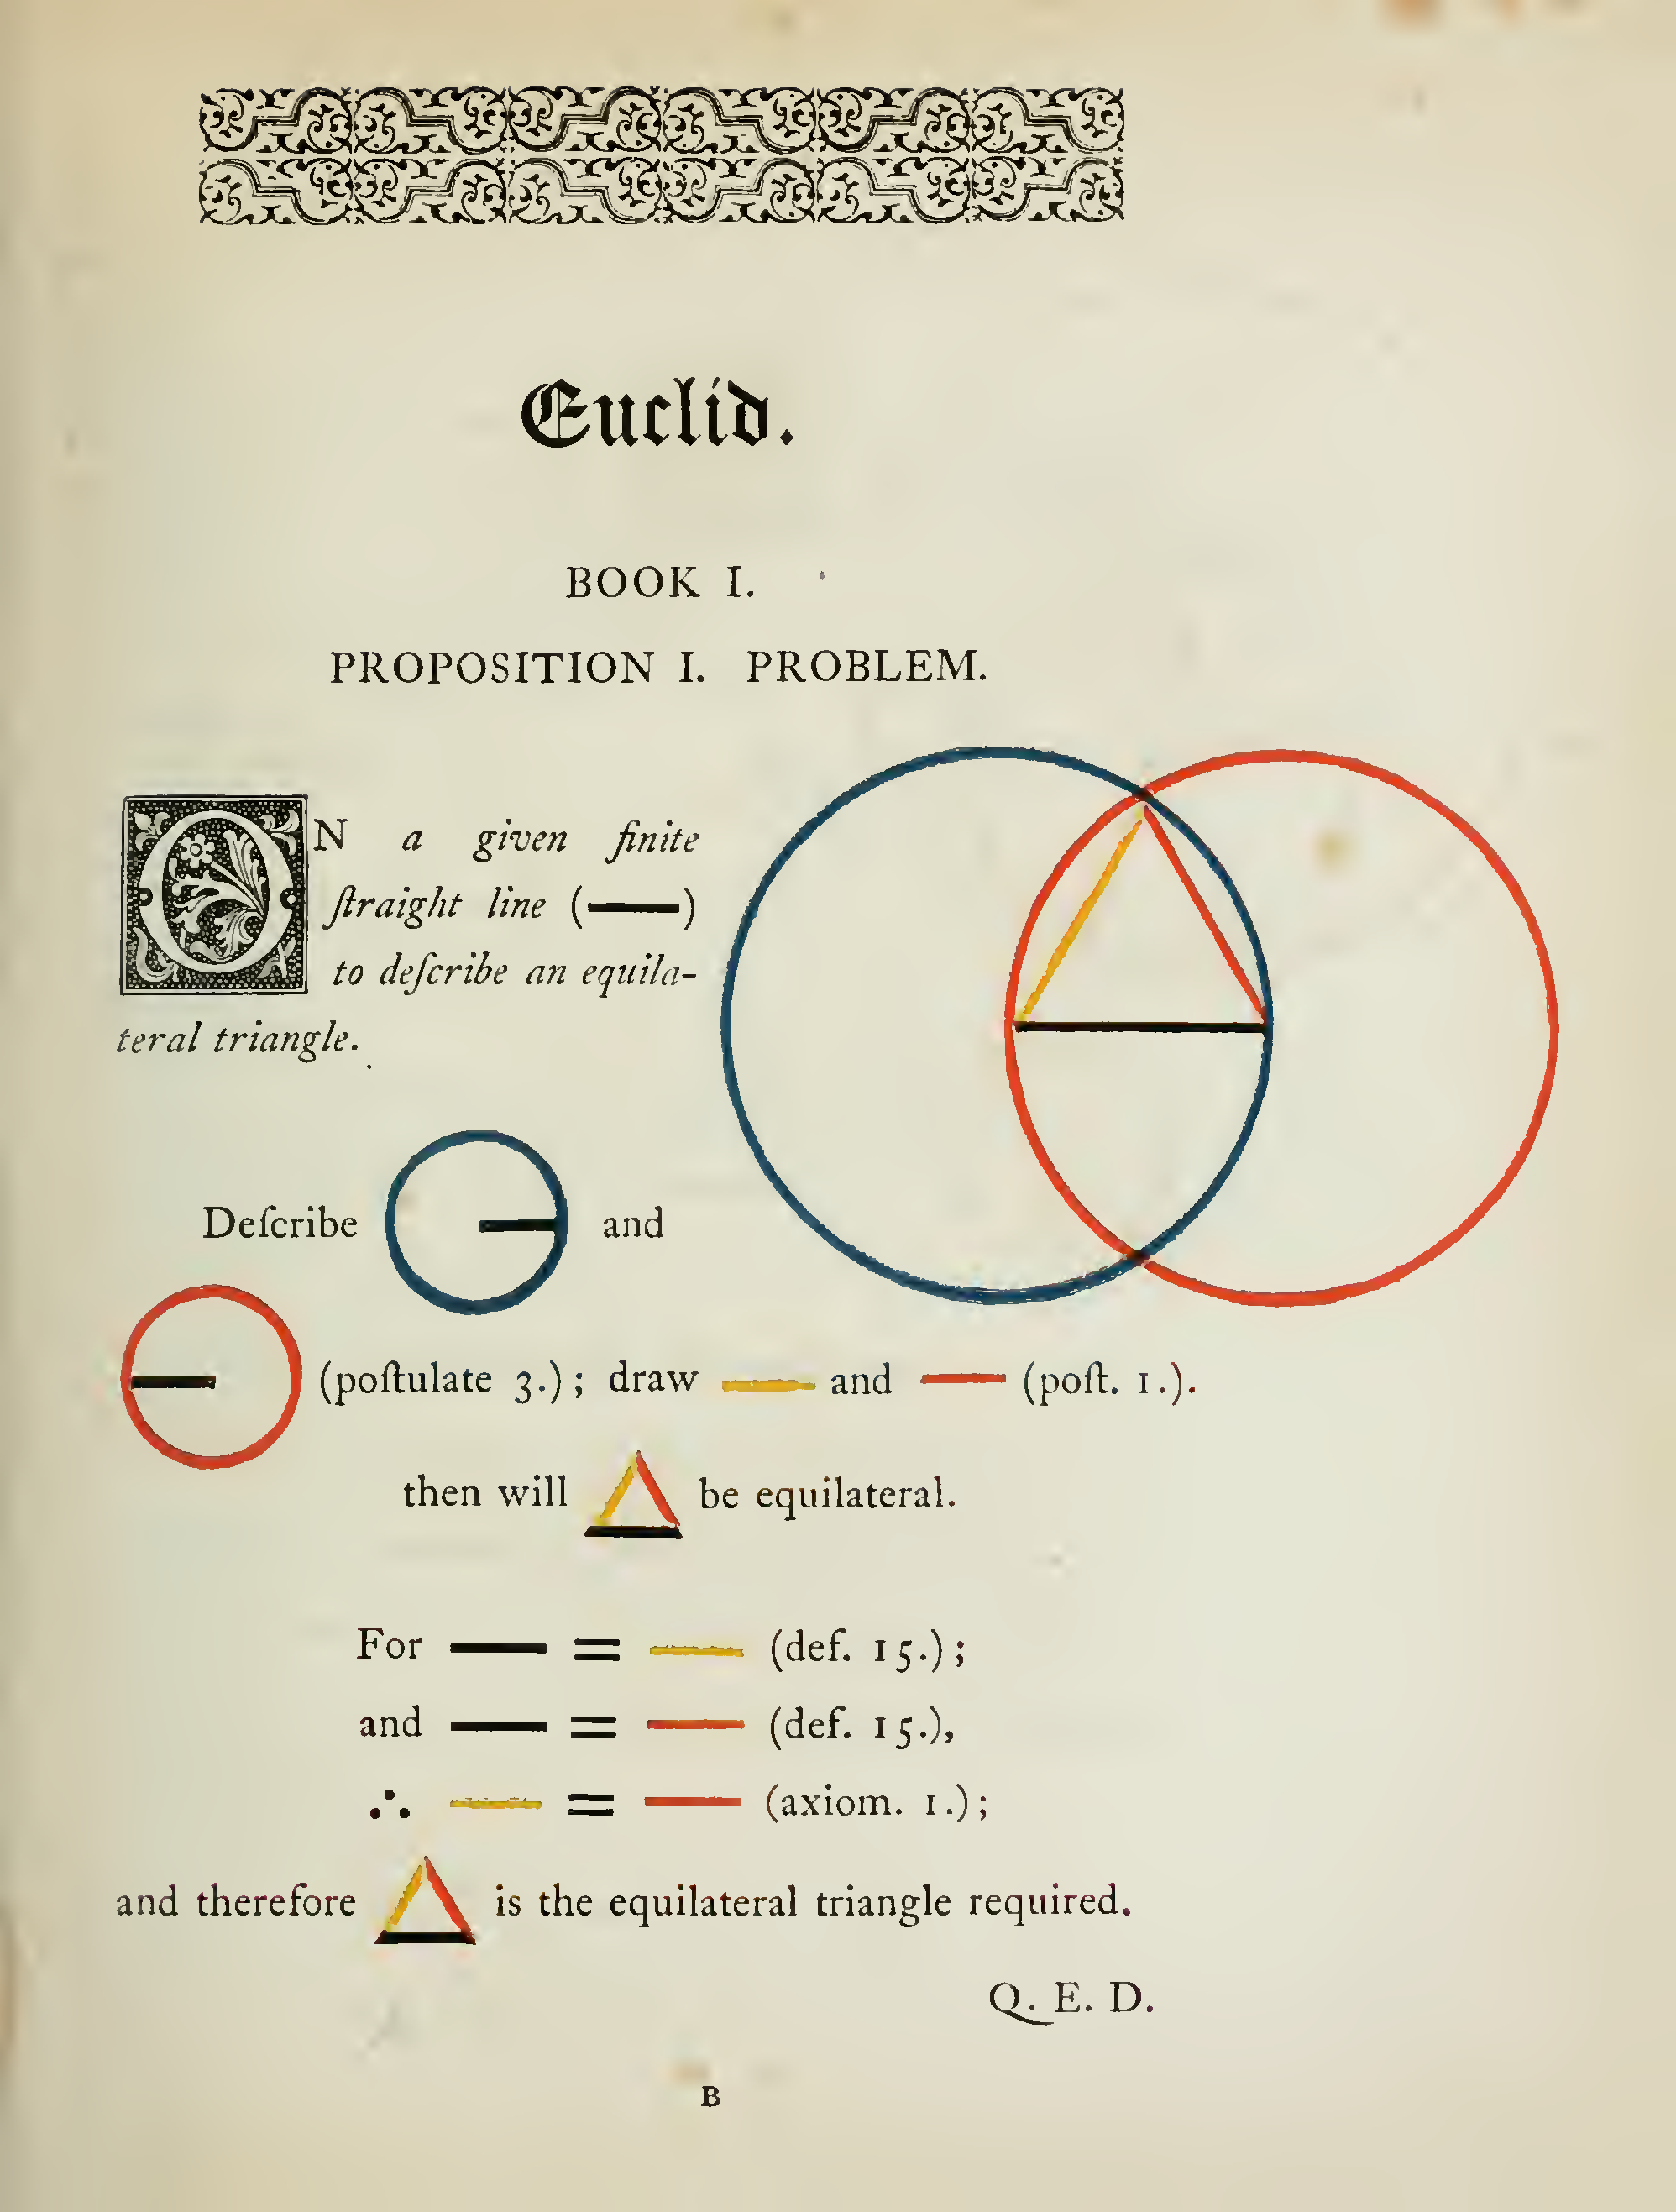 Euclid.
BOOK I.
PROPOSITION I. PROBLEM.
ON a given finite
ſtraight line ( )
to deſcribe an equila-
teral triangle.
Deſcribe and
(poſtulate 3.); draw and (poſt. 1.).
then will be equilateral.
For = (def. 15.);
and = (def. 15.),
∴ = (axiom. 1.);
and therefore is the equilateral triangle required.
Q. E. D.
B